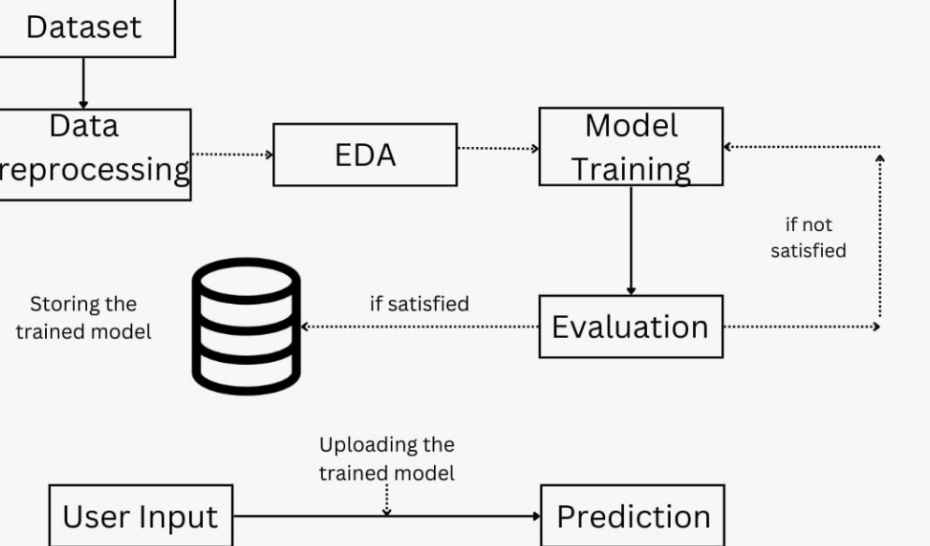 Dataset
Data
reprocessing
EDA
Model
Training
if not
satisfied
Storing the
trained model
if satisfied
Evaluation
Uploading the
trained model
User Input
Prediction